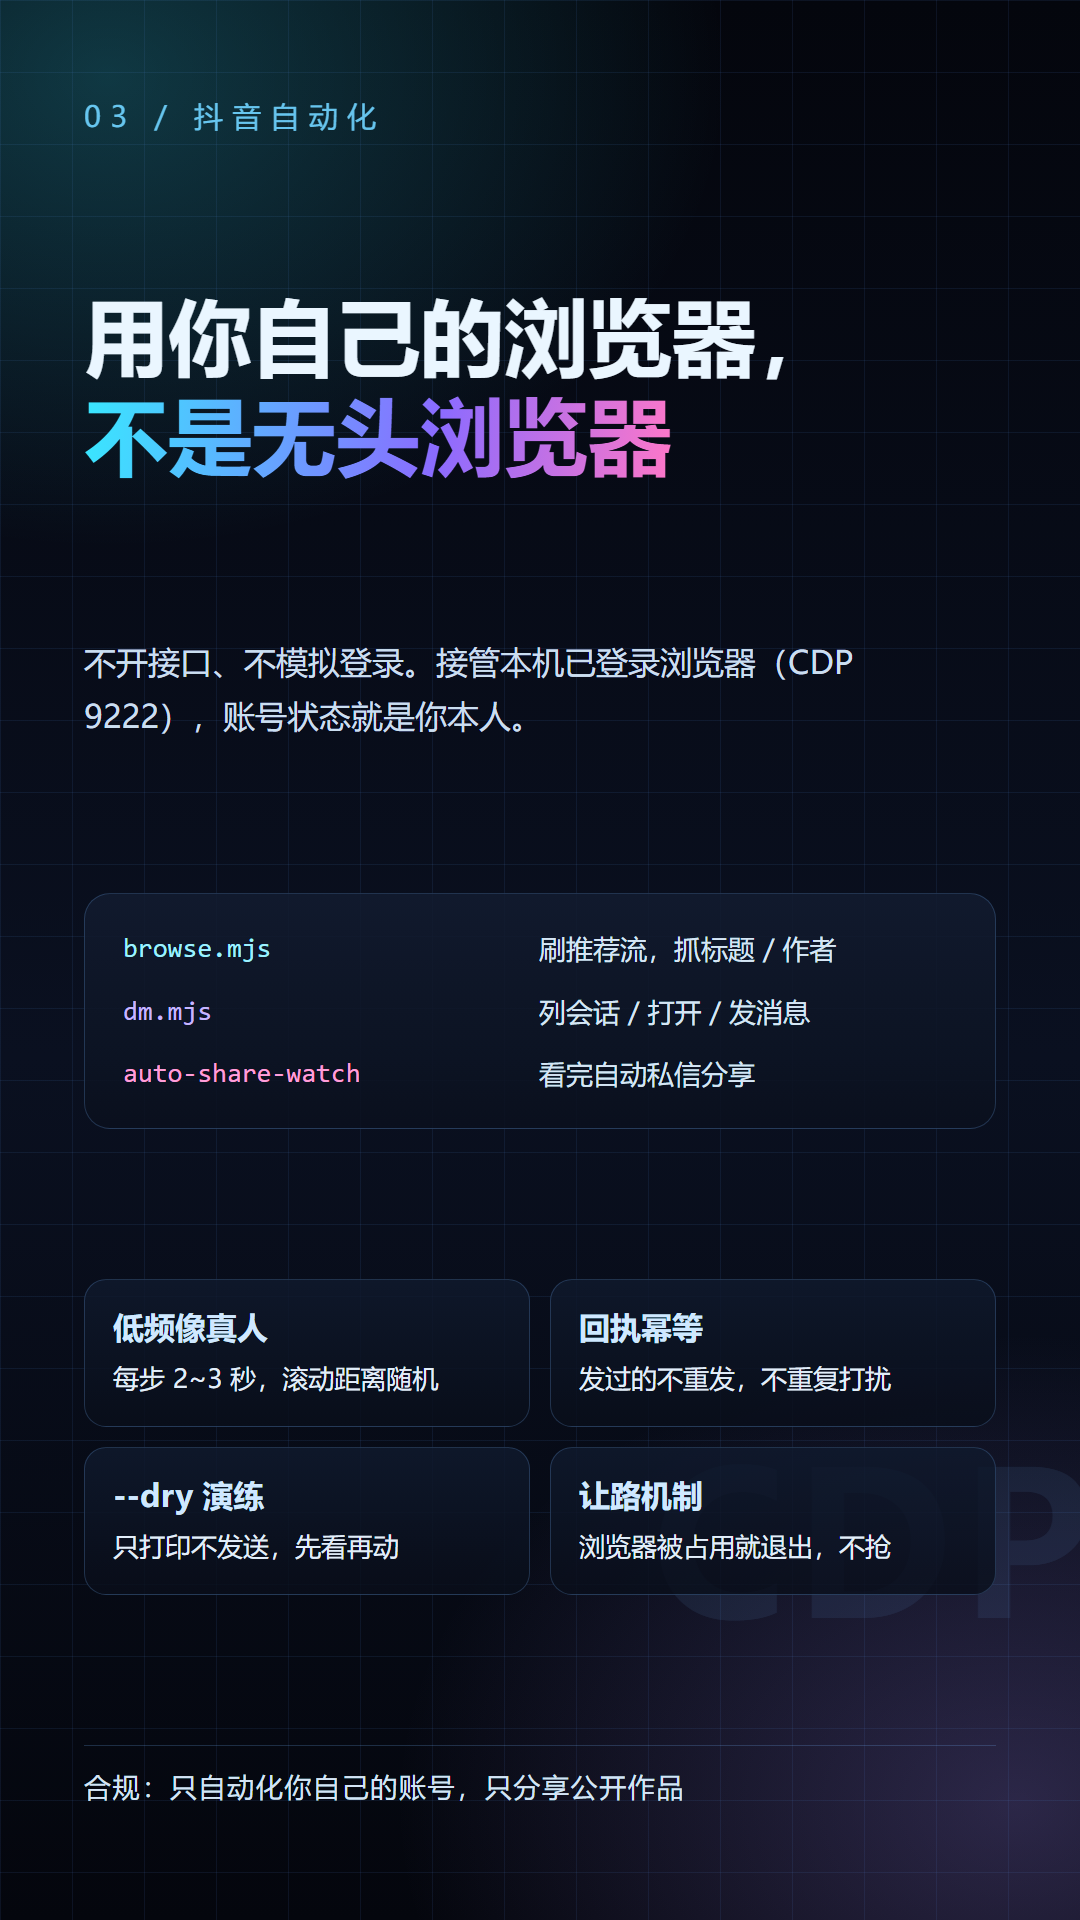 03 / 抖音自动化
用你自己的浏览器，
不是无头浏览器
不开接口、不模拟登录。接管本机已登录浏览器（CDP
9222），账号状态就是你本人。
browse.mjs 刷推荐流，抓标题 / 作者
dm.mjs 列会话 / 打开 / 发消息
auto-share-watch 看完自动私信分享
低频像真人
每步 2~3 秒，滚动距离随机
回执幂等
发过的不重发，不重复打扰
--dry 演练
只打印不发送，先看再动
让路机制
浏览器被占用就退出，不抢
CDP
合规：只自动化你自己的账号，只分享公开作品